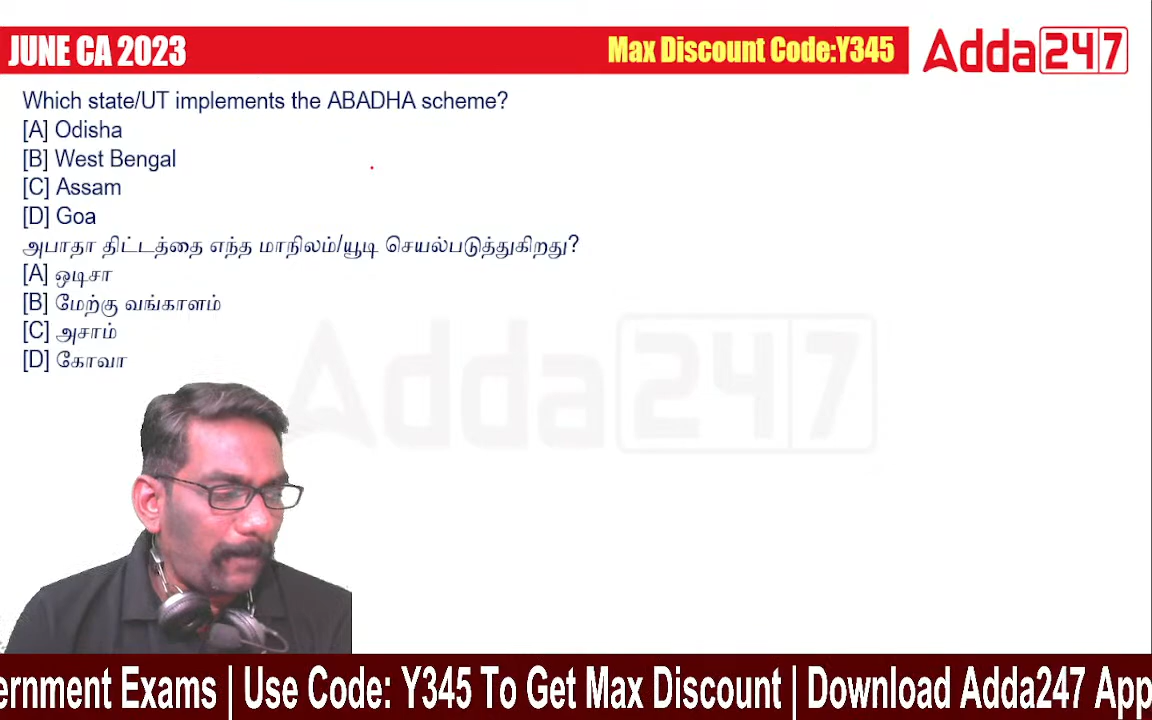 JUNE CA 2023
Max Discount Code:Y345
Adda247
Which state/UT implements the ABADHA scheme?
[A] Odisha
[B] West Bengal
[C] Assam
[D] Goa
அபாதா திட்டத்தை எந்த மாநிலம்/யூடி செயல்படுத்துகிறது?
[A] ஒடிசா
[B] மேற்கு வங்காளம்
[C] அசாம்
[D] கோவா
Adda247
ernment Exams | Use Code: Y345 To Get Max Discount | Download Adda247 App